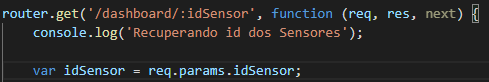 router.get('/dashboard/:idSensor', function (req, res, next) {
console.log('Recuperando id dos Sensores');
var idSensor = req.params.idSensor;